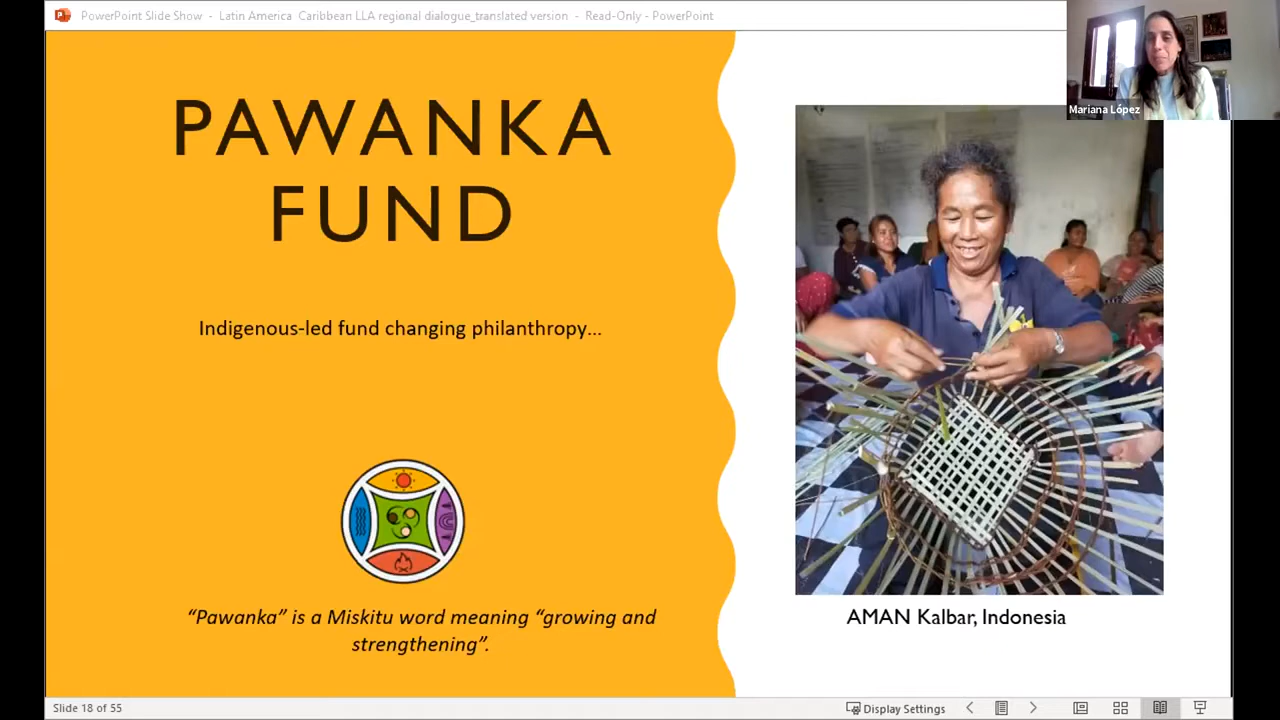 PowerPoint Slide Show - Latin America Caribbean LLA regional dialogue_translated version - Read-Only - PowerPoint
Mariana López
PAWANKA
FUND
Indigenous-led fund changing philanthropy...
“Pawanka” is a Miskitu word meaning “growing and
strengthening”.
AMAN Kalbar, Indonesia
Slide 18 of 55
Display Settings